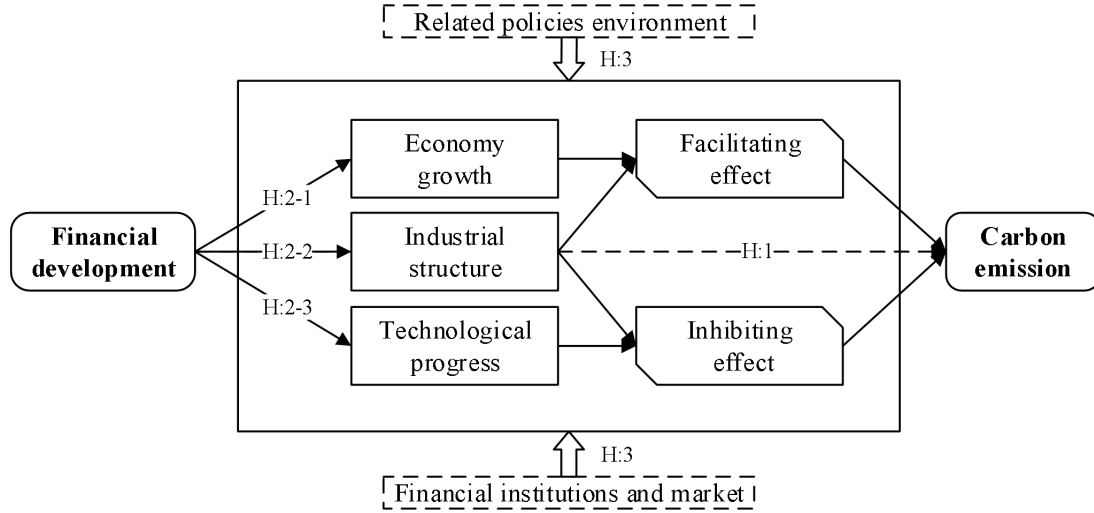 Related policies environment
H:3
Economy
growth
Facilitating
effect
H:2-1
Financial
development
H:2-2
Industrial
structure
H:1
Carbon
emission
H:2-3
Technological
progress
Inhibiting
effect
H:3
Financial institutions and market